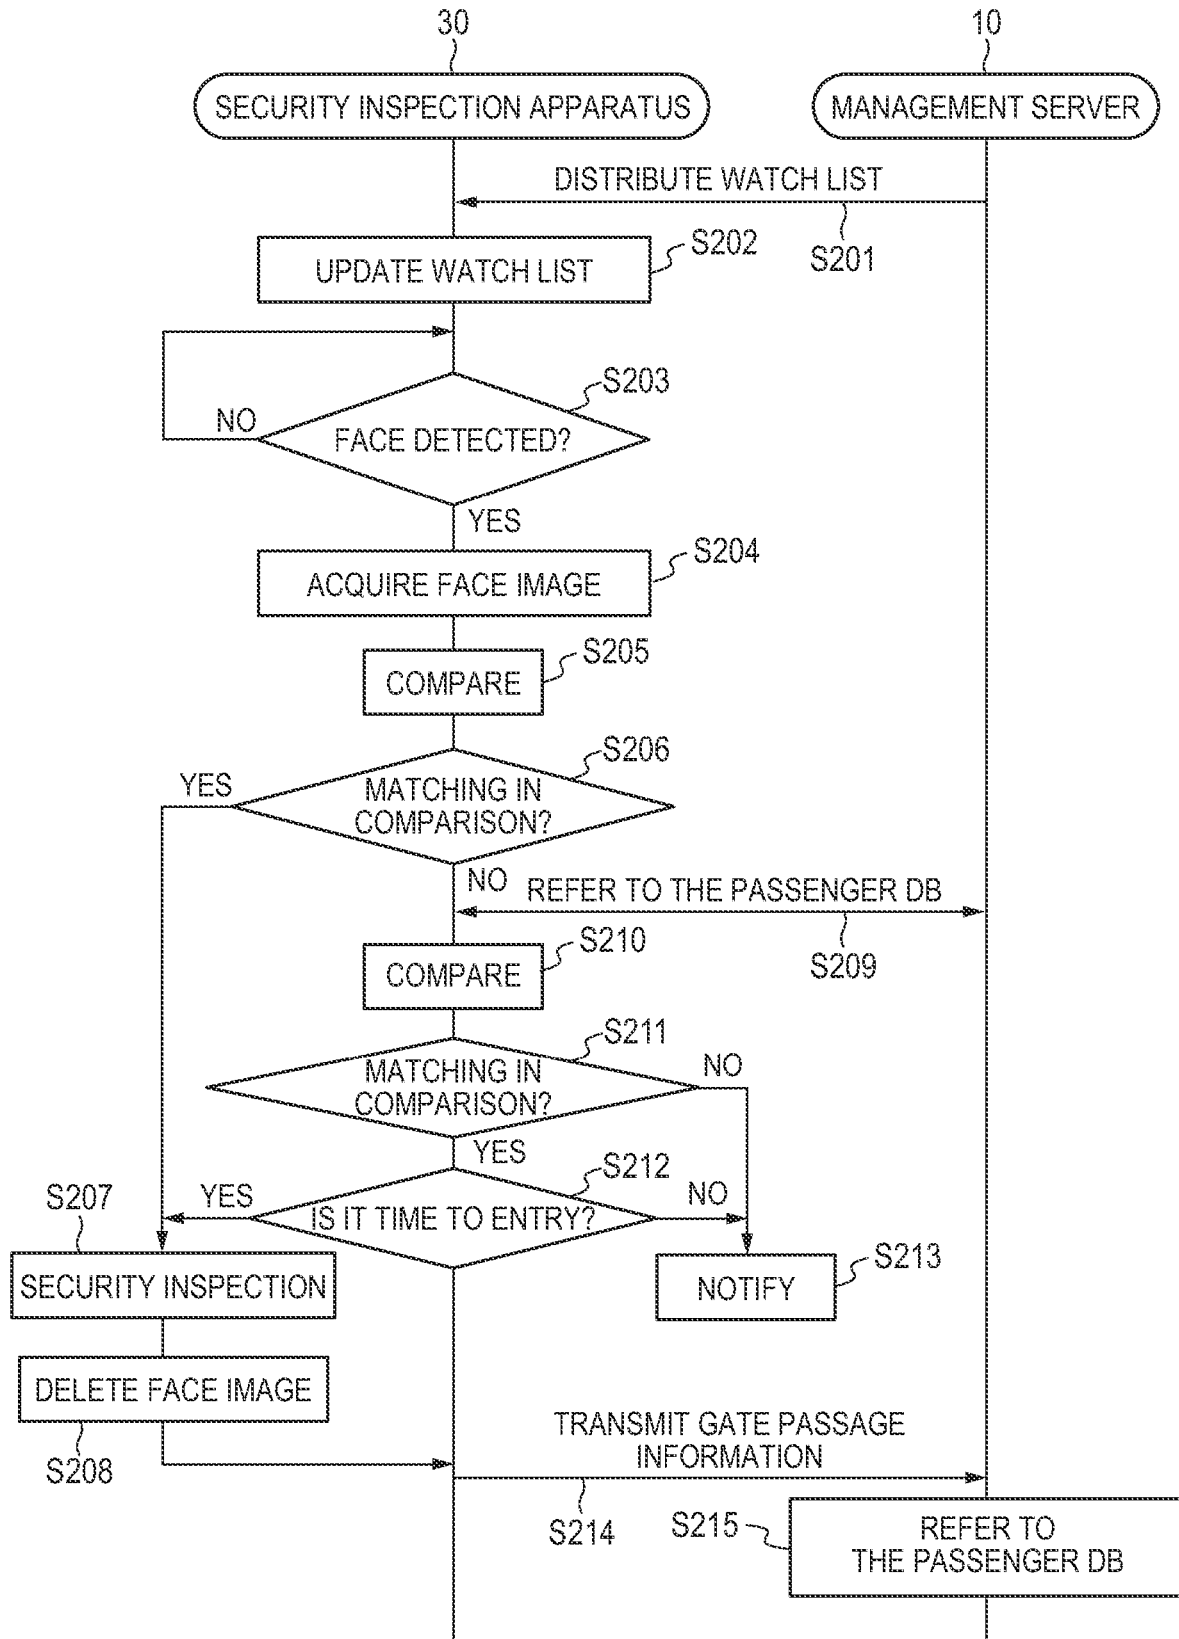 30
10
SECURITY INSPECTION APPARATUS
MANAGEMENT SERVER
DISTRIBUTE WATCH LIST
S201
S202
UPDATE WATCH LIST
S203
NO
FACE DETECTED?
YES
S204
ACQUIRE FACE IMAGE
S205
COMPARE
S206
YES
MATCHING IN
COMPARISON?
NO
REFER TO THE PASSENGER DB
S209
S210
COMPARE
S211
MATCHING IN
COMPARISON?
NO
YES
S212
S207
YES
IS IT TIME TO ENTRY?
NO
S213
SECURITY INSPECTION
NOTIFY
DELETE FACE IMAGE
S208
TRANSMIT GATE PASSAGE
INFORMATION
S214
S215
REFER TO
THE PASSENGER DB